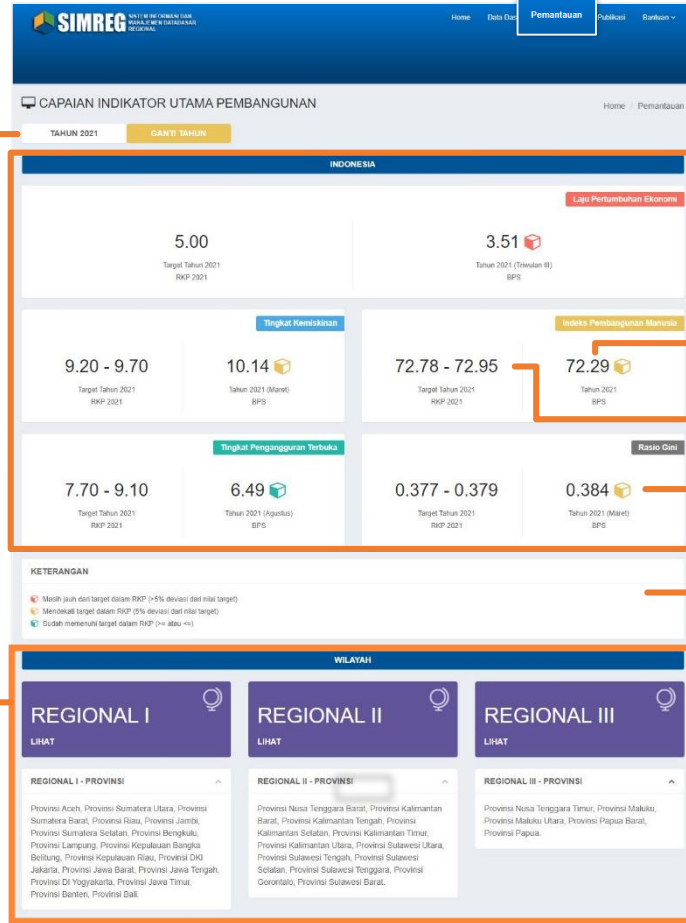 SIMREG SISTEM INFORMASI DAN
MANAJEMEN DATADASAR
REGIONAL
Home Data Das Pemantauan Publikasi Bantuan
CAPAIAN INDIKATOR UTAMA PEMBANGUNAN
Home / Pemantauan
TAHUN 2021 GANTI TAHUN
INDONESIA
Laju Pertumbuhan Ekonomi
5.00 3.51
Target Tahun 2021 Tahun 2021 (Triwulan III)
RKP 2021 BPS
Tingkat Kemiskinan Indeks Pembangunan Manusia
9.20 - 9.70 10.14 72.78 - 72.95 72.29
Target Tahun 2021 Tahun 2021 (Maret) Target Tahun 2021 Tahun 2021
RKP 2021 BPS RKP 2021 BPS
Tingkat Pengangguran Terbuka Rasio Gini
7.70 - 9.10 6.49 0.377 - 0.379 0.384
Target Tahun 2021 Tahun 2021 (Agustus) Target Tahun 2021 Tahun 2021 (Maret)
RKP 2021 BPS RKP 2021 BPS
KETERANGAN
Masih jauh dari target dalam RKP (>5% deviasi dari nilai target)
Mendekati target dalam RKP (5% deviasi dari nilai target)
Sudah memenuhi target dalam RKP (>= atau <=)
WILAYAH
REGIONAL I
LIHAT
REGIONAL I - PROVINSI
Provinsi Aceh, Provinsi Sumatera Utara, Provinsi
Sumatera Barat, Provinsi Riau, Provinsi Jambi,
Provinsi Sumatera Selatan, Provinsi Bengkulu,
Provinsi Lampung, Provinsi Kepulauan Bangka
Belitung, Provinsi Kepulauan Riau, Provinsi DKI
Jakarta, Provinsi Jawa Barat, Provinsi Jawa Tengah,
Provinsi DI Yogyakarta, Provinsi Jawa Timur,
Provinsi Banten, Provinsi Bali.
REGIONAL II
LIHAT
REGIONAL II - PROVINSI
Provinsi Nusa Tenggara Barat, Provinsi Kalimantan
Barat, Provinsi Kalimantan Tengah, Provinsi
Kalimantan Selatan, Provinsi Kalimantan Timur,
Provinsi Kalimantan Utara, Provinsi Sulawesi Utara,
Provinsi Sulawesi Tengah, Provinsi Sulawesi
Selatan, Provinsi Sulawesi Tenggara, Provinsi
Gorontalo, Provinsi Sulawesi Barat.
REGIONAL III
LIHAT
REGIONAL III - PROVINSI
Provinsi Nusa Tenggara Timur, Provinsi Maluku,
Provinsi Maluku Utara, Provinsi Papua Barat,
Provinsi Papua.